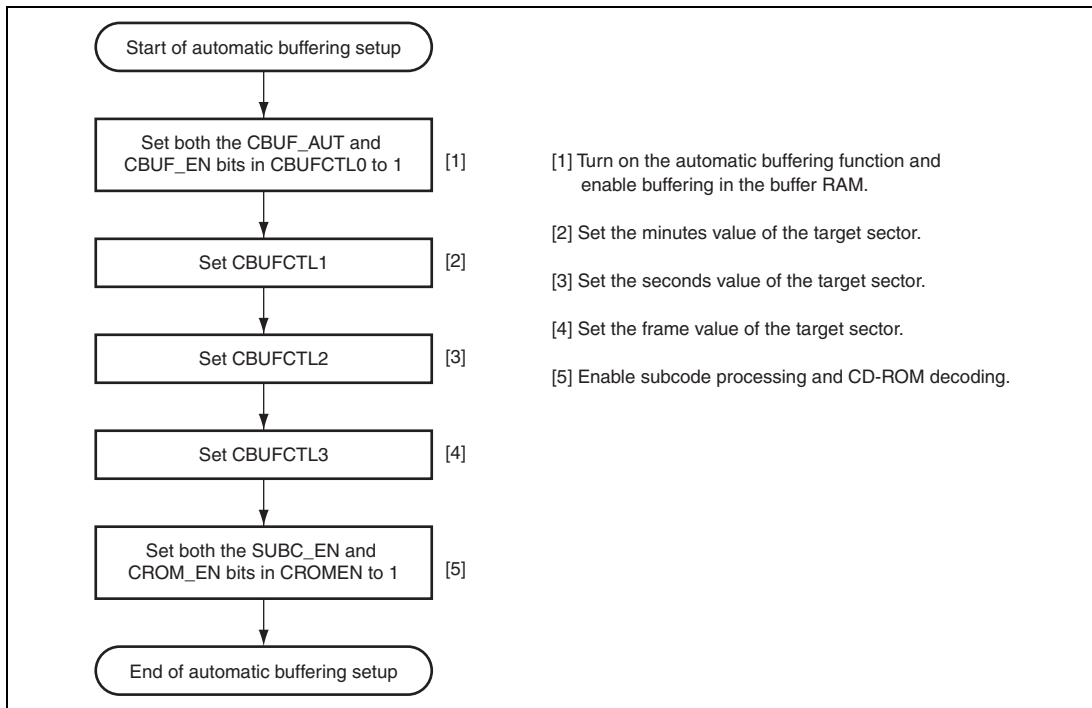 Start of automatic buffering setup
Set both the CBUF_AUT and
CBUF_EN bits in CBUFCTL0 to 1
[1]
Set CBUFCTL1
[2]
Set CBUFCTL2
[3]
Set CBUFCTL3
[4]
Set both the SUBC_EN and
CROM_EN bits in CROMEN to 1
[5]
End of automatic buffering setup
[1] Turn on the automatic buffering function and
enable buffering in the buffer RAM.
[2] Set the minutes value of the target sector.
[3] Set the seconds value of the target sector.
[4] Set the frame value of the target sector.
[5] Enable subcode processing and CD-ROM decoding.